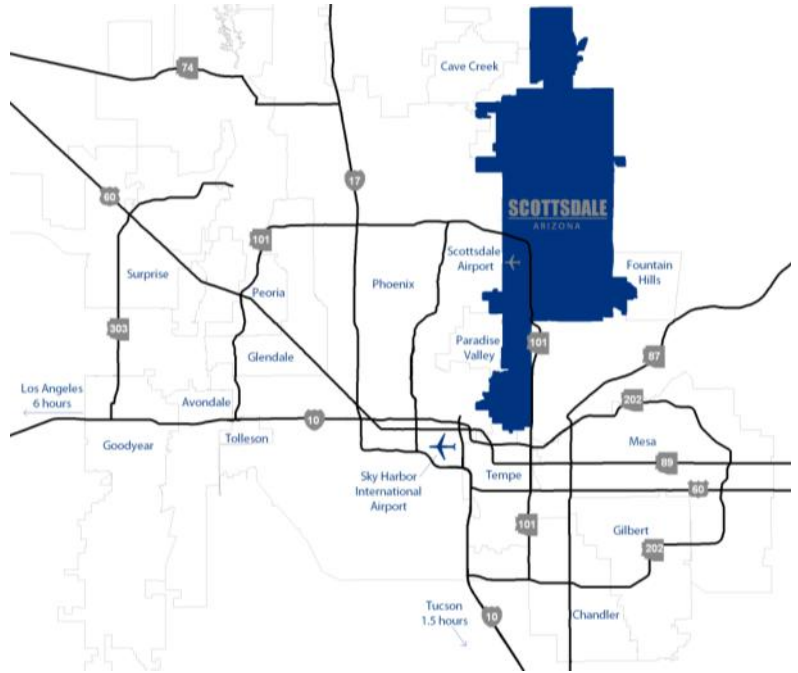 Cave Creek
74
17
60
SCOTTSDALE
ARIZONA
101
Scottsdale
Airport
Surprise
Peoria
Phoenix
Fountain
Hills
303
101
Paradise
Valley
Glendale
87
Los Angeles
6 hours
Avondale
202
10
Goodyear
Tolleson
Mesa
89
Tempe
Sky Harbor
International
Airport
60
101
Gilbert
202
Tucson
1.5 hours
10
Chandler